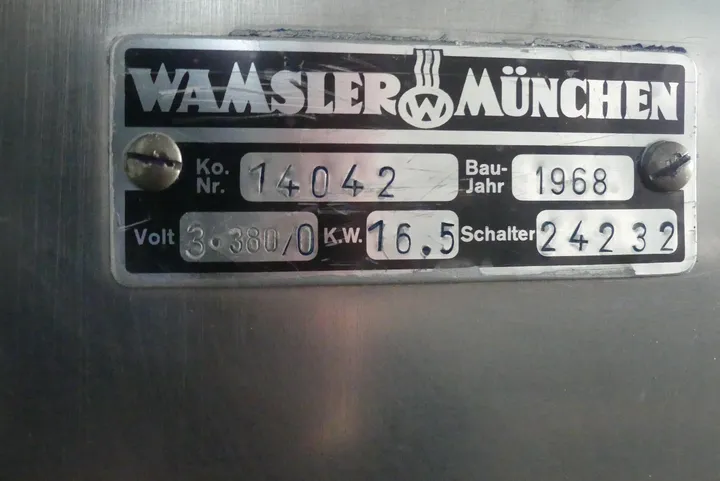 WAMSLER W MÜNCHEN
Ko. Nr. 14042 Bau-Jahr 1968
Volt 3·380/0 K.W. 16.5 Schalter 24232